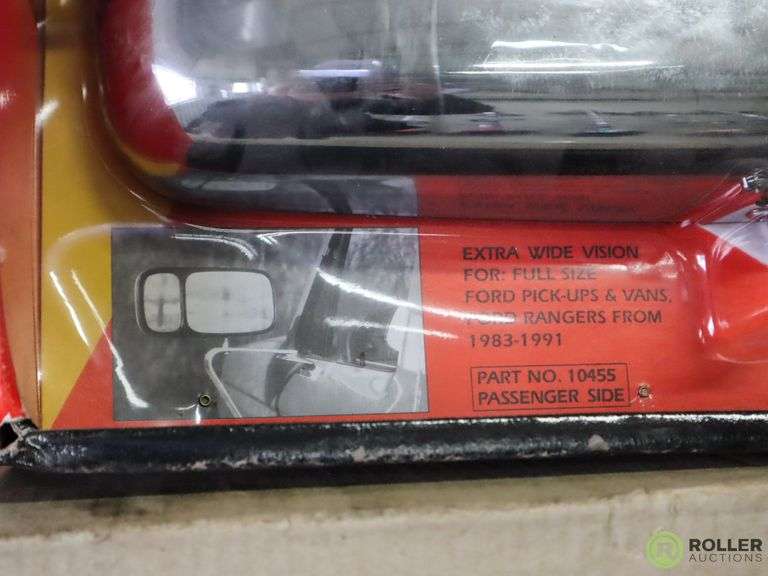 EXTRA WIDE VISION
FOR: FULL SIZE
FORD PICK-UPS & VANS,
FORD RANGERS FROM
1983-1991
PART NO. 10455
PASSENGER SIDE
R ROLLER
AUCTIONS